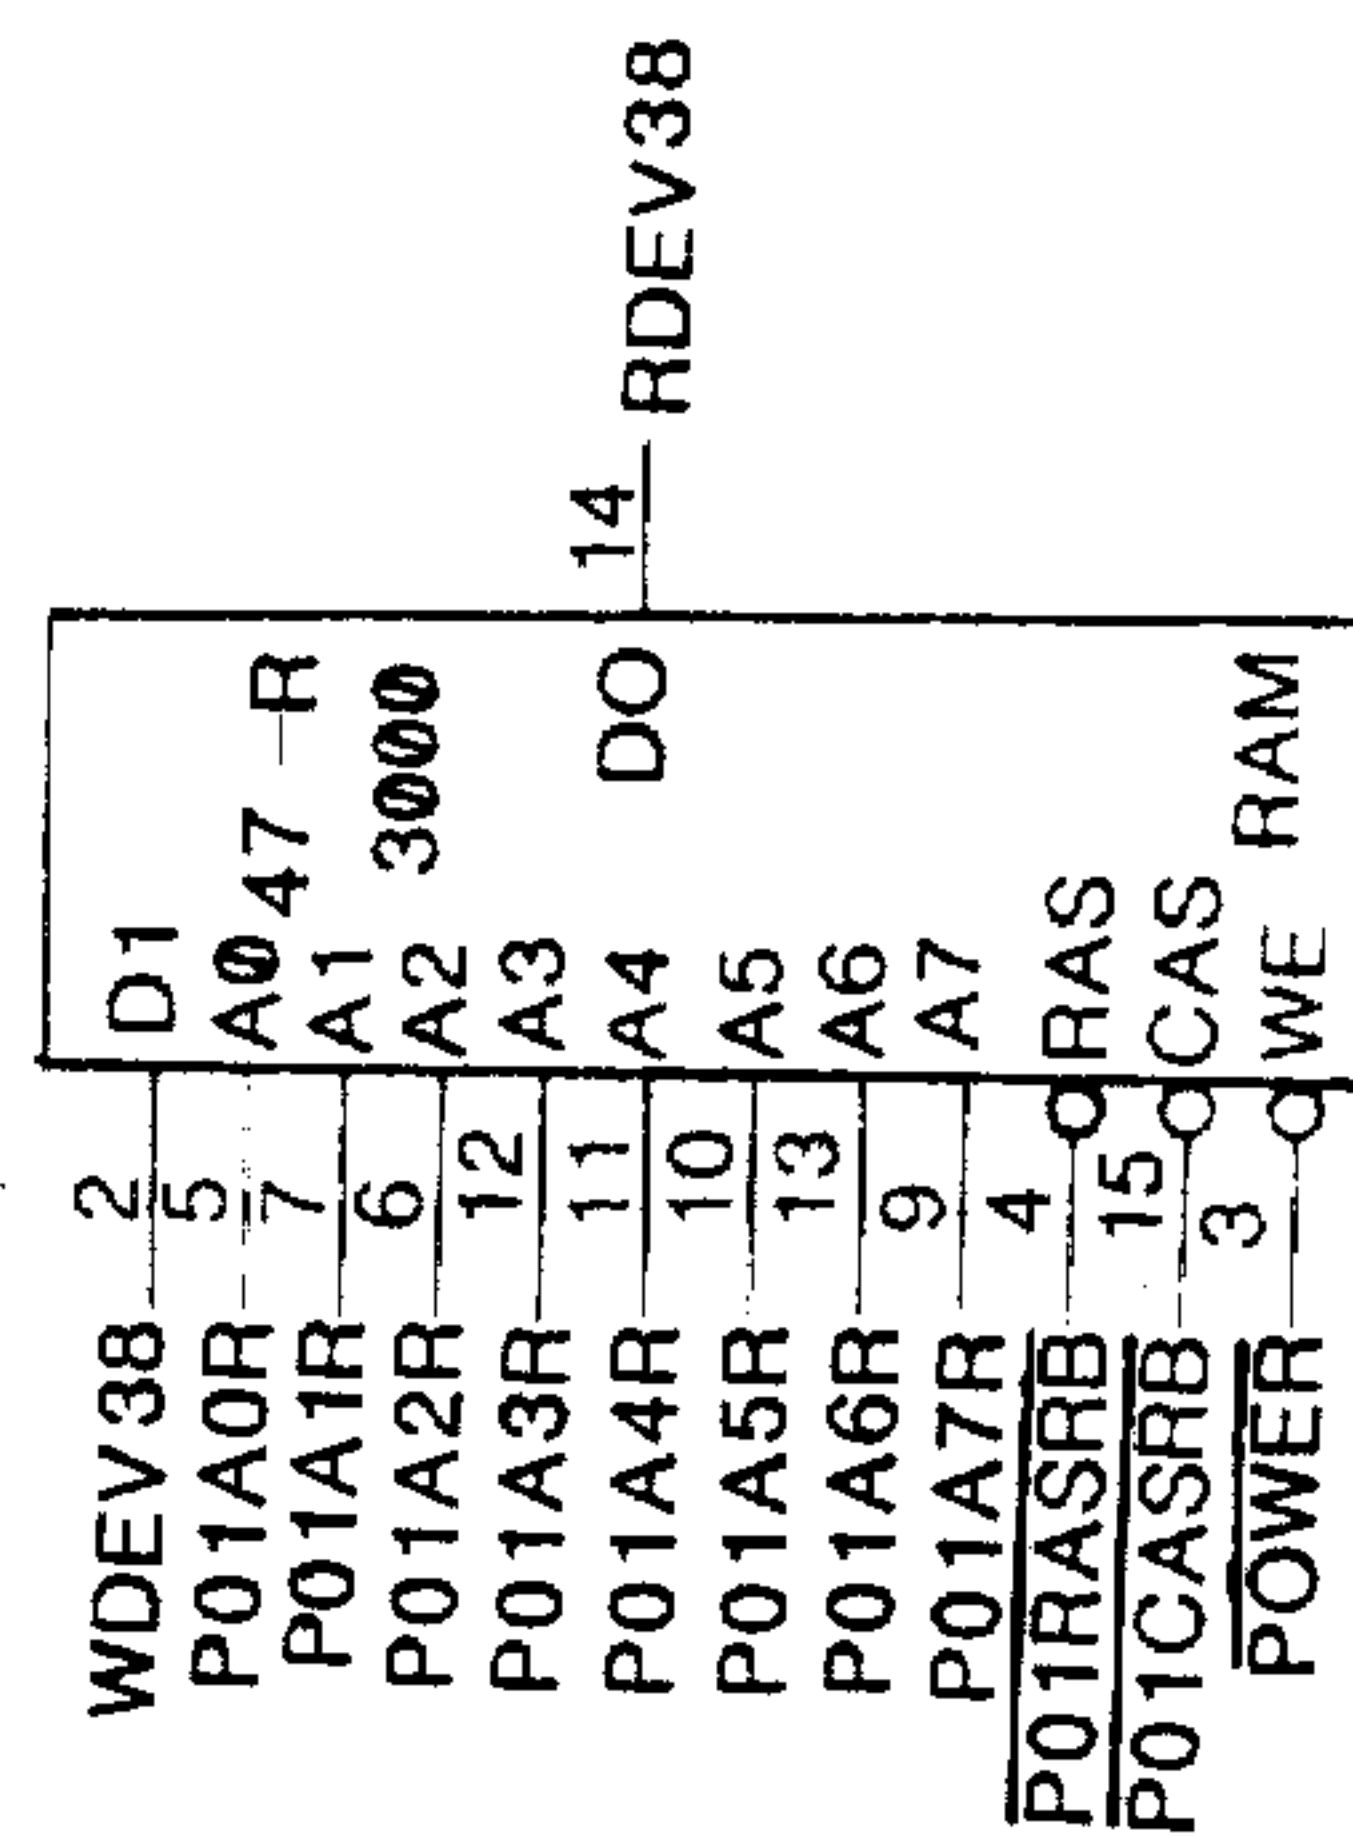 WDEV38 2 D1
P01A0R 5 A0 47 - R
P01A1R 7 A1
P01A2R 6 A2 3000
P01A3R 12 A3
P01A4R 11 A4 DO 14 RDEV38
P01A5R 10 A5
P01A6R 13 A6
P01A7R 9 A7
P01RASRB 4 RAS
P01CASRB 15 CAS
POWER 3 WE RAM